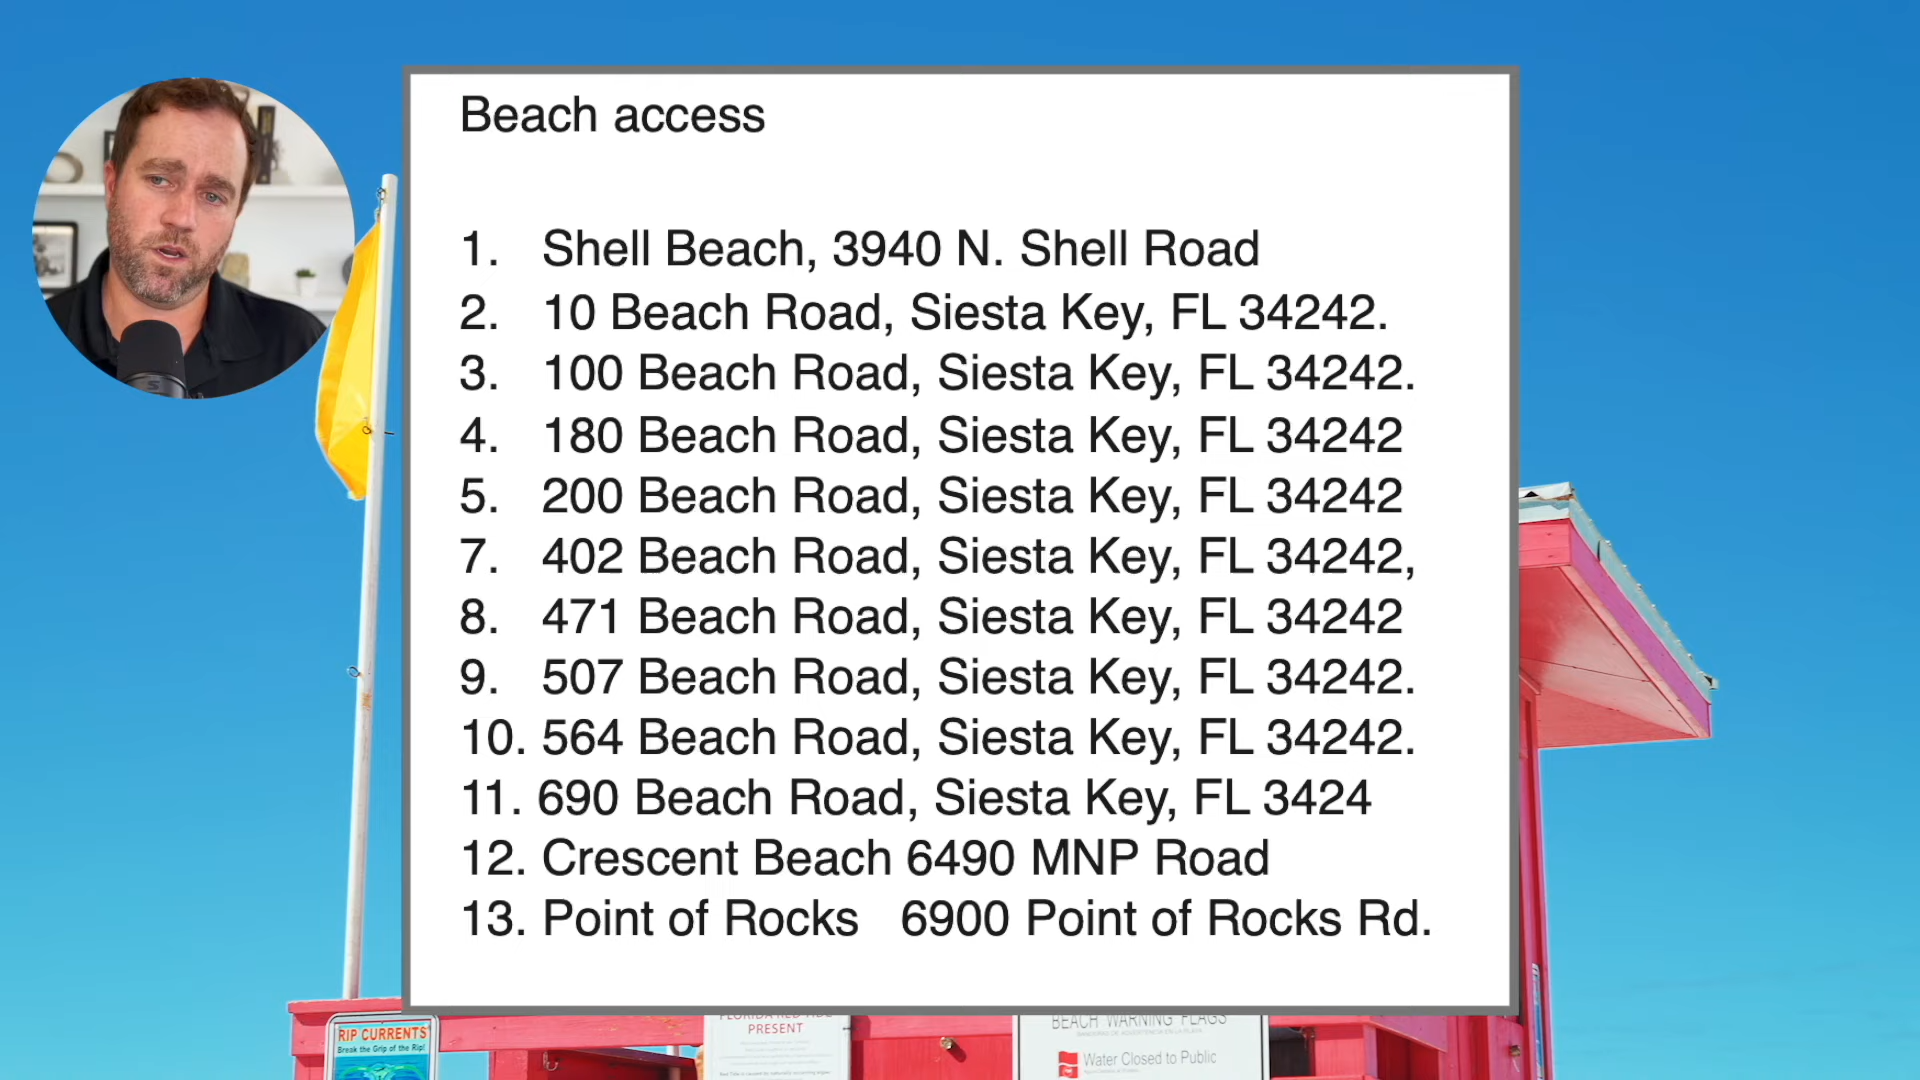 Beach access
1. Shell Beach, 3940 N. Shell Road
2. 10 Beach Road, Siesta Key, FL 34242.
3. 100 Beach Road, Siesta Key, FL 34242.
4. 180 Beach Road, Siesta Key, FL 34242
5. 200 Beach Road, Siesta Key, FL 34242
7. 402 Beach Road, Siesta Key, FL 34242,
8. 471 Beach Road, Siesta Key, FL 34242
9. 507 Beach Road, Siesta Key, FL 34242.
10. 564 Beach Road, Siesta Key, FL 34242.
11. 690 Beach Road, Siesta Key, FL 3424
12. Crescent Beach 6490 MNP Road
13. Point of Rocks 6900 Point of Rocks Rd.
RIP CURRENTS
Break the Grip of the Rip!
FLORIDA RED TIDE
PRESENT
BEACH WARNING FLAGS
Water Closed to Public